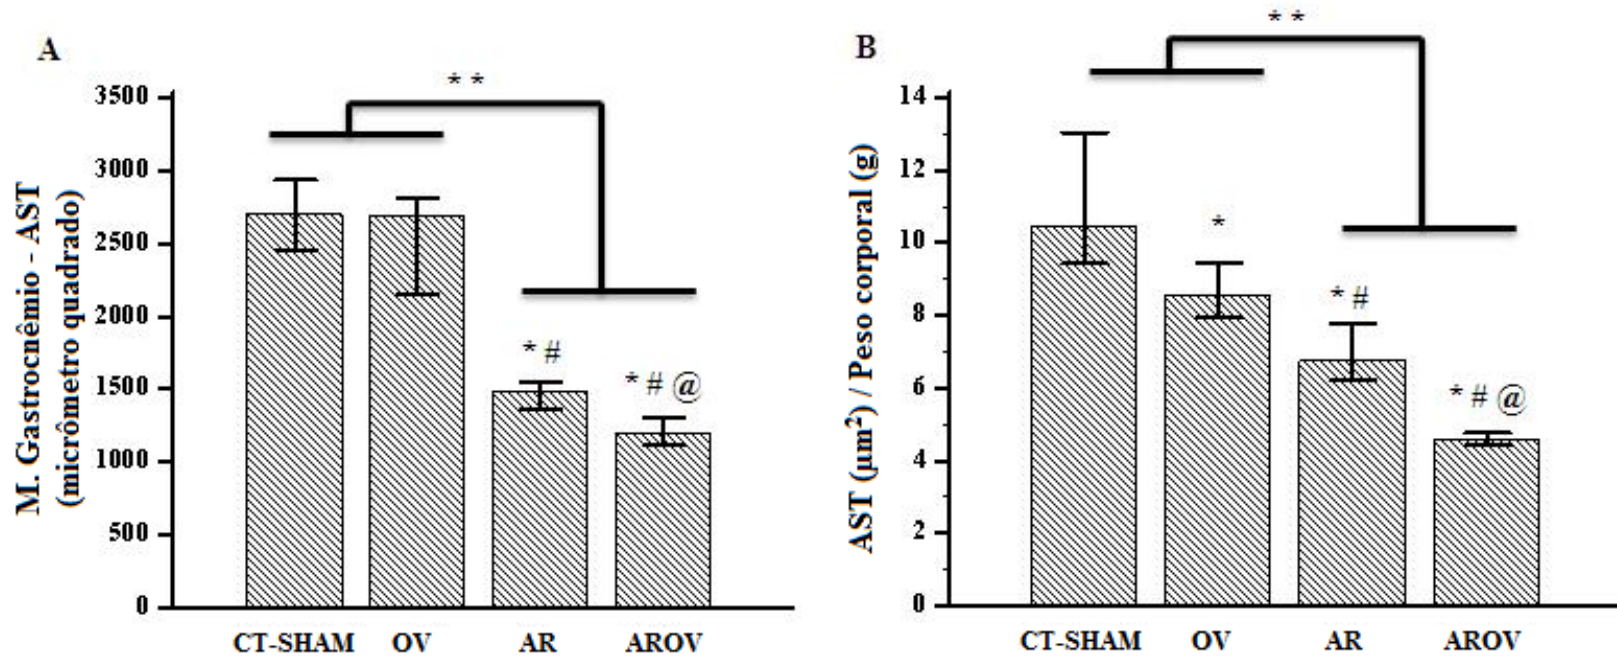 A
* *
M. Gastrocnêmio - AST
(micrômetro quadrado)
3500
3000
2500
2000
1500
1000
500
0
* #
* # @
CT-SHAM OV AR AROV
B
* *
AST (µm²) / Peso corporal (g)
14
12
10
8
6
4
2
0
*
* #
* # @
CT-SHAM OV AR AROV